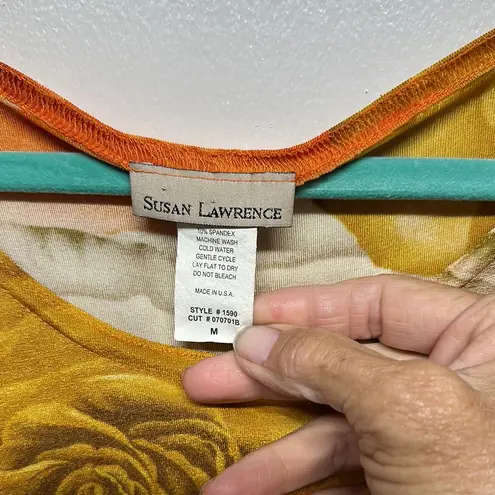 SUSAN LAWRENCE
10% SPANDEX
MACHINE WASH
COLD WATER
GENTLE CYCLE
LAY FLAT TO DRY
DO NOT BLEACH
MADE IN U.S.A.
STYLE # 1590
CUT # 070701B
M